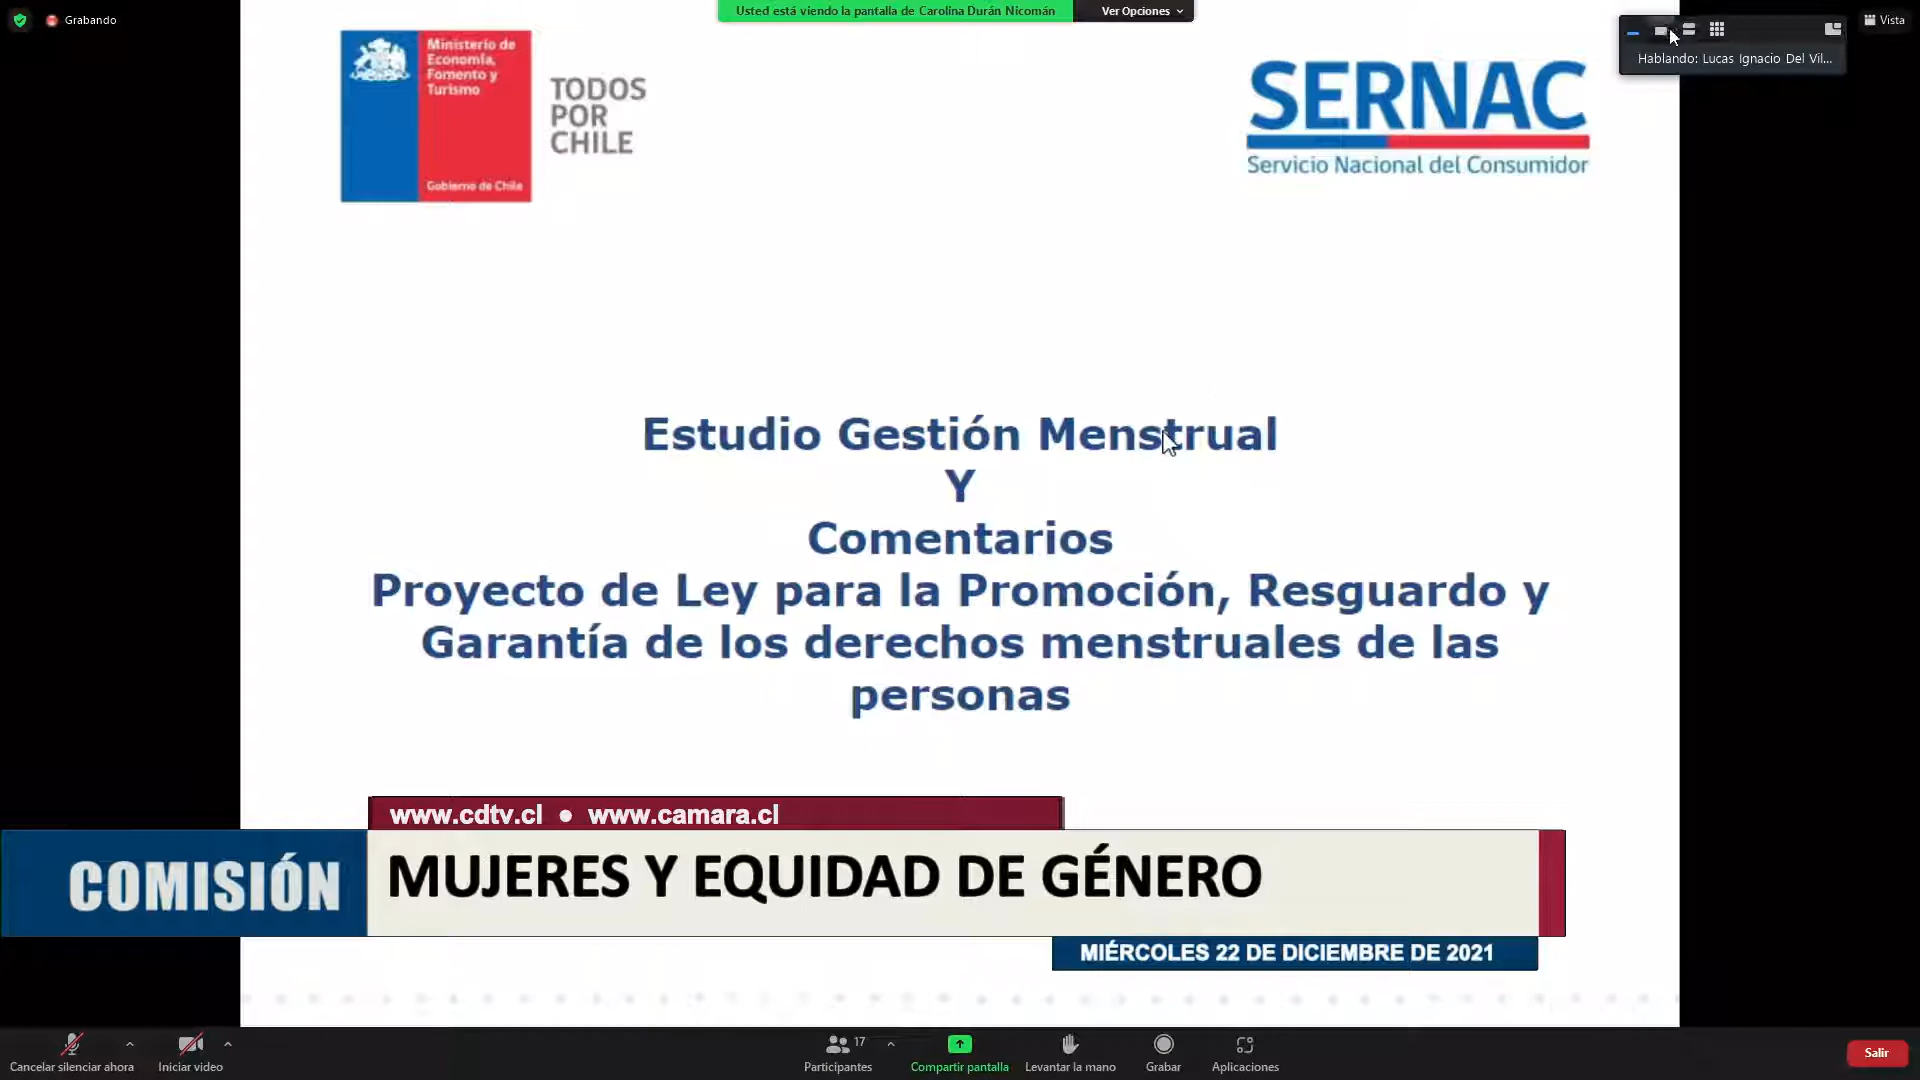 Grabando
Usted está viendo la pantalla de Carolina Durán Nicomán
Ver Opciones
Vista
Hablando: Lucas Ignacio Del Vil...
Ministerio de
Economía,
Fomento y
Turismo
Gobierno de Chile
TODOS
POR
CHILE
SERNAC
Servicio Nacional del Consumidor
Estudio Gestión Menstrual
Y
Comentarios
Proyecto de Ley para la Promoción, Resguardo y
Garantía de los derechos menstruales de las
personas
www.cdtv.cl • www.camara.cl
COMISIÓN
MUJERES Y EQUIDAD DE GÉNERO
MIÉRCOLES 22 DE DICIEMBRE DE 2021
Cancelar silenciar ahora
Iniciar video
17
Participantes
Compartir pantalla
Levantar la mano
Grabar
Aplicaciones
Salir